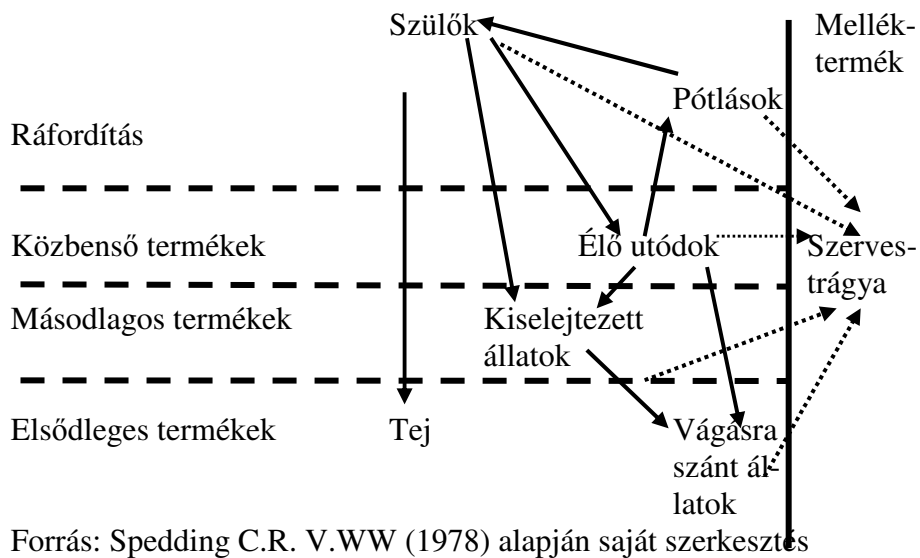 Szülők
Mellék-
termék
Pótlások
Ráfordítás
Közbenső termékek
Élő utódok
Szerves-
trágya
Másodlagos termékek
Kiselejtezett
állatok
Elsődleges termékek
Tej
Vágásra
szánt ál-
latok
Forrás: Spedding C.R. V.WW (1978) alapján saját szerkesztés